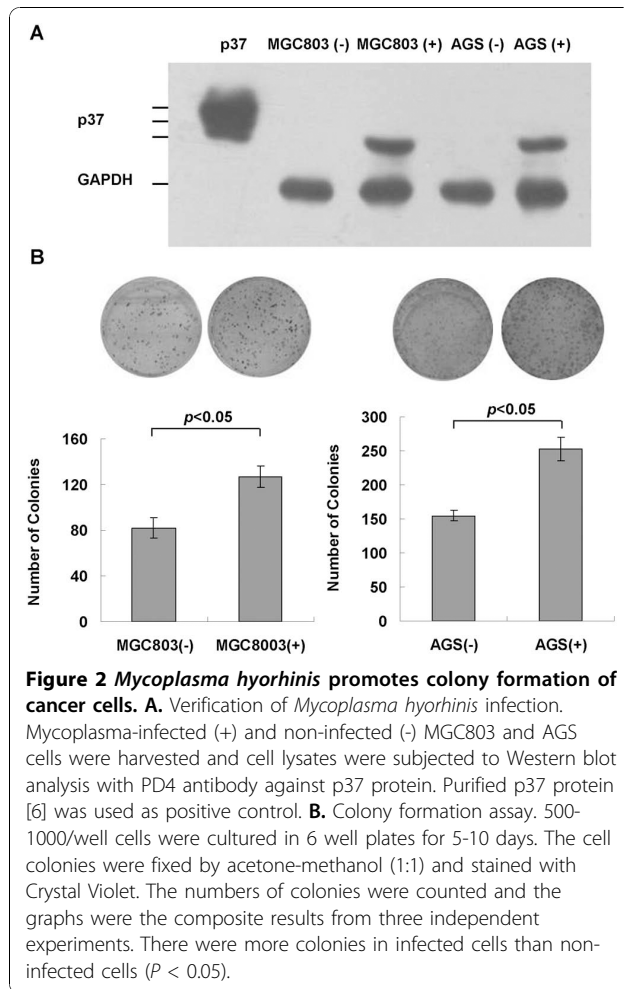 A
p37 MGC803 (-) MGC803 (+) AGS (-) AGS (+)
p37
GAPDH
B
p<0.05
p<0.05
Number of Colonies
160
120
80
40
0
MGC803(-) MGC8003(+)
Number of Colonies
300
250
200
150
100
50
0
AGS(-) AGS(+)
Figure 2 Mycoplasma hyorhinis promotes colony formation of
cancer cells. A. Verification of Mycoplasma hyorhinis infection.
Mycoplasma-infected (+) and non-infected (-) MGC803 and AGS
cells were harvested and cell lysates were subjected to Western blot
analysis with PD4 antibody against p37 protein. Purified p37 protein
[6] was used as positive control. B. Colony formation assay. 500-
1000/well cells were cultured in 6 well plates for 5-10 days. The cell
colonies were fixed by acetone-methanol (1:1) and stained with
Crystal Violet. The numbers of colonies were counted and the
graphs were the composite results from three independent
experiments. There were more colonies in infected cells than non-
infected cells (P < 0.05).